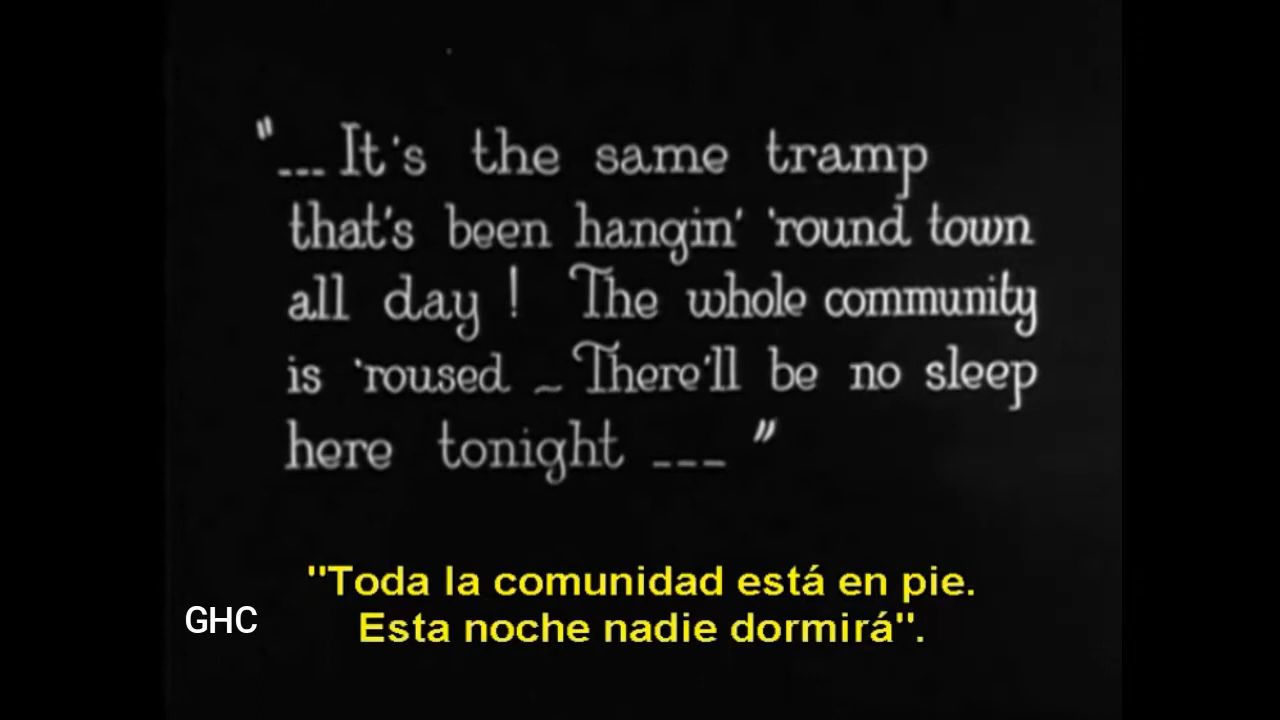 "... It's the same tramp
that's been hangin' 'round town
all day! The whole community
is 'roused ~ There'll be no sleep
here tonight ---"
"Toda la comunidad está en pie.
GHC
Esta noche nadie dormirá".